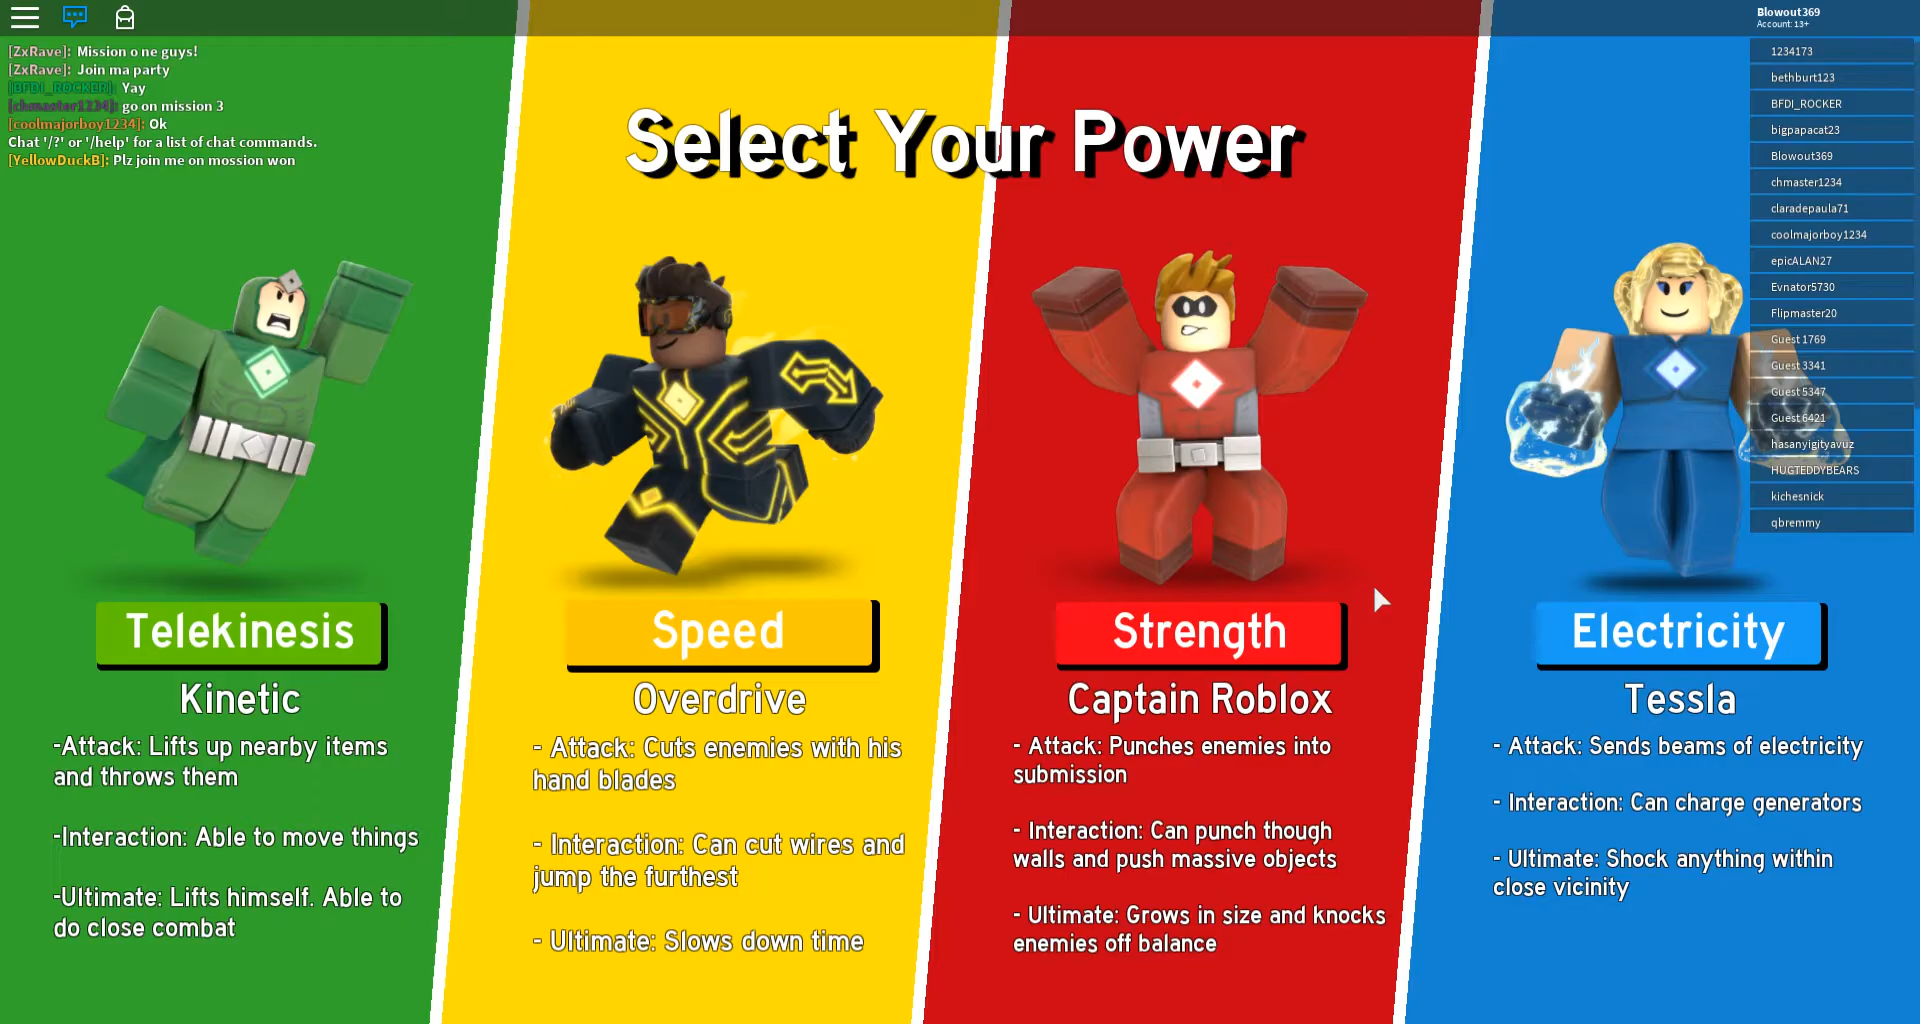 [ZxRave]: Mission o ne guys!
[ZxRave]: Join ma party
[BFDI_ROCKER]: Yay
[chmaster1234]: go on mission 3
[coolmajorboy1234]: Ok
Chat '/?' or '/help' for a list of chat commands.
[YellowDuckB]: Plz join me on mossion won
Blowout369
Account: 13+
1234173
bethburt123
BFDI_ROCKER
bigpapacat23
Blowout369
chmaster1234
claradepaula71
coolmajorboy1234
epicALAN27
Evnator5730
Flipmaster20
Guest 1769
Guest 3341
Guest 5347
Guest 6421
hasanyigityavuz
HUGTEDDYBEARS
kichesnick
qbremmy
Select Your Power
Telekinesis
Kinetic
-Attack: Lifts up nearby items
and throws them
-Interaction: Able to move things
-Ultimate: Lifts himself. Able to
do close combat
Speed
Overdrive
- Attack: Cuts enemies with his
hand blades
- Interaction: Can cut wires and
jump the furthest
- Ultimate: Slows down time
Strength
Captain Roblox
- Attack: Punches enemies into
submission
- Interaction: Can punch though
walls and push massive objects
- Ultimate: Grows in size and knocks
enemies off balance
Electricity
Tessla
- Attack: Sends beams of electricity
- Interaction: Can charge generators
- Ultimate: Shock anything within
close vicinity